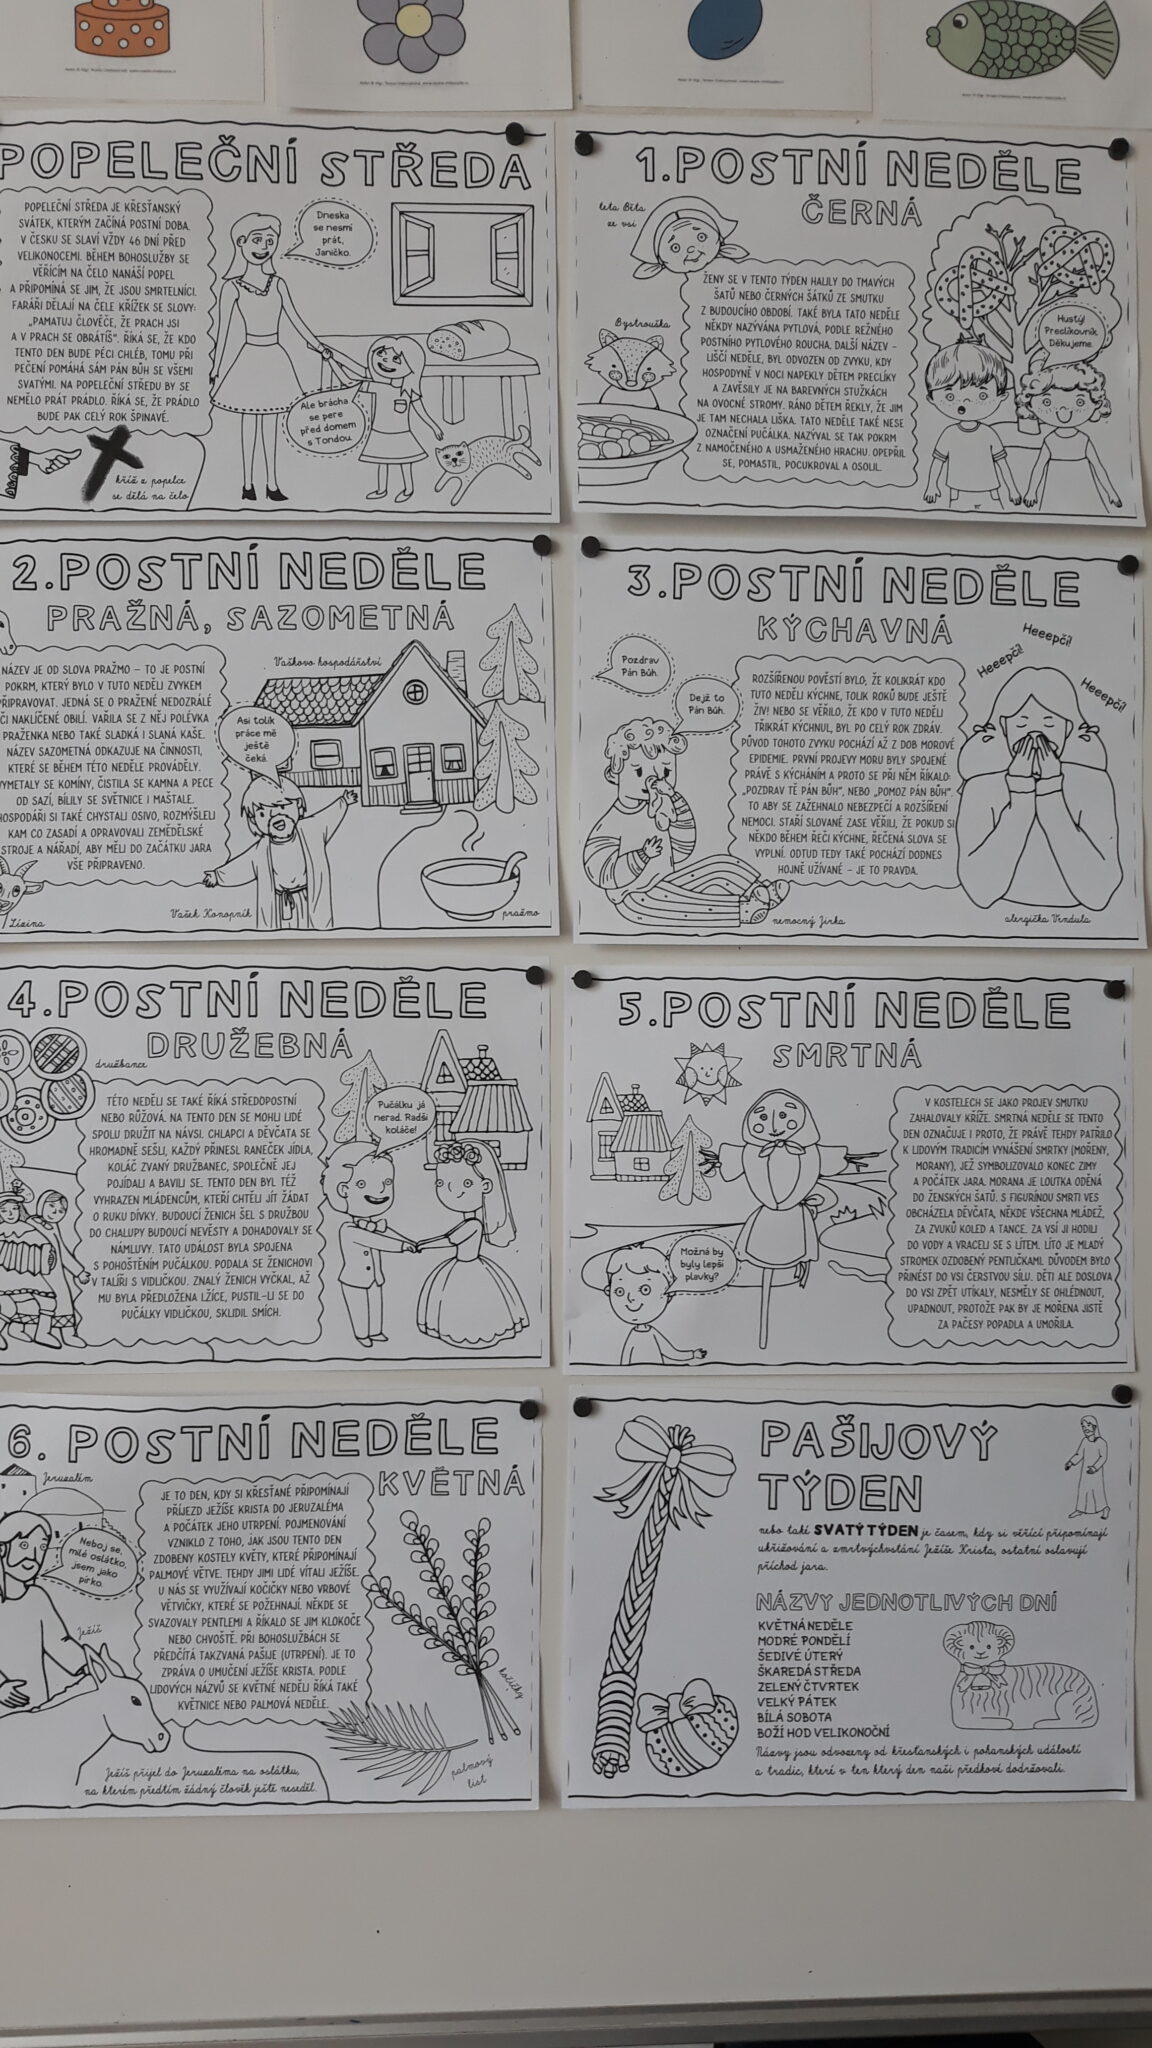 POPELEČNÍ STŘEDA
POPELEČNÍ STŘEDA JE KŘESŤANSKÝ
SVÁTEK, KTERÝM ZAČÍNÁ POSTNÍ DOBA.
V ČESKU SE SLAVÍ VŽDY 46 DNÍ PŘED
VELIKONOCEMI. BĚHEM BOHOSLUŽBY SE
VĚŘÍCÍM NA ČELO NANÁŠÍ POPEL
A PŘIPOMÍNÁ SE JIM, ŽE JSOU SMRTELNÍCI.
FARÁŘI DĚLAJÍ NA ČELE KŘÍŽEK SE SLOVY:
„PAMATUJ ČLOVĚČE, ŽE PRACH JSI
A V PRACH SE OBRÁTÍŠ". ŘÍKÁ SE, ŽE KDO
TENTO DEN BUDE PÉCI CHLÉB, TOMU PŘI
PEČENÍ POMÁHÁ SÁM PÁN BŮH SE VŠEMI
SVATÝMI. NA POPELEČNÍ STŘEDU BY SE
NEMĚLO PRÁT PRÁDLO. ŘÍKÁ SE, ŽE PRÁDLO
BUDE PAK CELÝ ROK ŠPINAVÉ.
Dneska
se nesmí
prát,
Janičko.
Ale brácha
se pere
před domem
s Tondou.
kříž z popelce
se dělá na čelo
1.POSTNÍ NEDĚLE
ČERNÁ
teta Běta
ze vsi
Bystrouška
ŽENY SE V TENTO TÝDEN HALILY DO TMAVÝCH
ŠATŮ NEBO ČERNÝCH ŠÁTKŮ ZE SMUTKU
Z BUDOUCÍHO OBDOBÍ. TAKÉ BYLA TATO NEDĚLE
NĚKDY NAZÝVÁNA PYTLOVÁ, PODLE REŽNÉHO
POSTNÍHO PYTLOVÉHO ROUCHA. DALŠÍ NÁZEV –
LIŠČÍ NEDĚLE, BYL ODVOZEN OD ZVYKU, KDY
HOSPODYNĚ V NOCI NAPEKLY DĚTEM PRECLÍKY
A ZAVĚSILY JE NA BAREVNÝCH STUŽKÁCH
NA OVOCNÉ STROMY. RÁNO DĚTEM ŘEKLY, ŽE JIM
JE TAM NECHALA LIŠKA. TATO NEDĚLE TAKÉ NESE
OZNAČENÍ PUČÁLKA. NAZÝVAL SE TAK POKRM
Z NAMOČENÉHO A USMAŽENÉHO HRACHU. OPEPŘIL
SE, POMASTIL, POCUKROVAL A OSOLIL.
Hustý!
Preclíkovník.
Děkujeme.
2.POSTNÍ NEDĚLE
PRAŽNÁ, SAZOMETNÁ
NÁZEV JE OD SLOVA PRAŽMO – TO JE POSTNÍ
POKRM, KTERÝ BYLO V TUTO NEDĚLI ZVYKEM
PŘIPRAVOVAT. JEDNÁ SE O PRAŽENÉ NEDOZRÁLÉ
ČI NAKLÍČENÉ OBILÍ. VAŘILA SE Z NĚJ POLÉVKA
PRAŽENKA NEBO TAKÉ SLADKÁ I SLANÁ KAŠE.
NÁZEV SAZOMETNÁ ODKAZUJE NA ČINNOSTI,
KTERÉ SE BĚHEM TÉTO NEDĚLE PROVÁDĚLY.
VYMETALY SE KOMÍNY, ČISTILA SE KAMNA A PECE
OD SAZÍ, BÍLILY SE SVĚTNICE I MAŠTALE.
HOSPODÁŘI SI TAKÉ CHYSTALI OSIVO, ROZMÝŠLELI
KAM CO ZASADÍ A OPRAVOVALI ZEMĚDĚLSKÉ
STROJE A NÁŘADÍ, ABY MĚLI DO ZAČÁTKU JARA
VŠE PŘIPRAVENO.
Vaškovo hospodářství
Asi tolik
práce mě
ještě
čeká.
Lízina
Vašek Konopník
pražmo
3.POSTNÍ NEDĚLE
KÝCHAVNÁ
Pozdrav
Pán Bůh.
Dejž to
Pán Bůh.
ROZŠÍŘENOU POVĚSTÍ BYLO, ŽE KOLIKRÁT KDO
TUTO NEDĚLI KÝCHNE, TOLIK ROKŮ BUDE JEŠTĚ
ŽIV! NEBO SE VĚŘILO, ŽE KDO V TUTO NEDĚLI
TŘIKRÁT KÝCHNUL, BYL PO CELÝ ROK ZDRÁV.
PŮVOD TOHOTO ZVYKU POCHÁZÍ AŽ Z DOB MOROVÉ
EPIDEMIE. PRVNÍ PROJEVY MORU BYLY SPOJENÉ
PRÁVĚ S KÝCHÁNÍM A PROTO SE PŘI NĚM ŘÍKALO:
„POZDRAV TĚ PÁN BŮH", NEBO „POMOZ PÁN BŮH".
TO ABY SE ZAŽEHNALO NEBEZPEČÍ A ROZŠÍŘENÍ
NEMOCI. STAŘÍ SLOVANÉ ZASE VĚŘILI, ŽE POKUD SI
NĚKDO BĚHEM ŘEČI KÝCHNE, ŘEČENÁ SLOVA SE
VYPLNÍ. ODTUD TEDY TAKÉ POCHÁZÍ DODNES
HOJNĚ UŽÍVANÉ – JE TO PRAVDA.
Heeepčí!
Heeepčí!
Heeepčí!
nemocný Jirka
alergička Vendula
4.POSTNÍ NEDĚLE
DRUŽEBNÁ
družbance
TÉTO NEDĚLI SE TAKÉ ŘÍKÁ STŘEDOPOSTNÍ
NEBO RŮŽOVÁ. NA TENTO DEN SE MOHLI LIDÉ
SPOLU DRUŽIT NA NÁVSI. CHLAPCI A DĚVČATA SE
HROMADNĚ SEŠLI, KAŽDÝ PŘINESL RANEČEK JÍDLA,
KOLÁČ ZVANÝ DRUŽBANEC, SPOLEČNĚ JEJ
POJÍDALI A BAVILI SE. TENTO DEN BYL TÉŽ
VYHRAZEN MLÁDENCŮM, KTEŘÍ CHTĚLI JÍT ŽÁDAT
O RUKU DÍVKY. BUDOUCÍ ŽENICH ŠEL S DRUŽBOU
DO CHALUPY BUDOUCÍ NEVĚSTY A DOHADOVALY SE
NÁMLUVY. TATO UDÁLOST BYLA SPOJENA
S POHOŠTĚNÍM PUČÁLKOU. PODALA SE ŽENICHOVI
V TALÍŘI S VIDLIČKOU. ZNALÝ ŽENICH VYČKAL, AŽ
MU BYLA PŘEDLOŽENA LŽÍCE, PUSTIL-LI SE DO
PUČÁLKY VIDLIČKOU, SKLIDIL SMÍCH.
Pučálku já
nerad. Radši
koláče!
5.POSTNÍ NEDĚLE
SMRTNÁ
V KOSTELECH SE JAKO PROJEV SMUTKU
ZAHALOVALY KŘÍŽE. SMRTNÁ NEDĚLE SE TENTO
DEN OZNAČUJE I PROTO, ŽE PRÁVĚ TEHDY PATŘILO
K LIDOVÝM TRADICÍM VYNÁŠENÍ SMRTKY (MOŘENY,
MORANY), JEŽ SYMBOLIZOVALO KONEC ZIMY
A POČÁTEK JARA. MORANA JE LOUTKA ODĚNÁ
DO ŽENSKÝCH ŠATŮ. S FIGURÍNOU SMRTI VES
OBCHÁZELA DĚVČATA, NĚKDE VŠECHNA MLÁDEŽ,
ZA ZVUKŮ KOLED A TANCE. ZA VSÍ JI HODILI
DO VODY A VRACELI SE S LÍTEM. LÍTO JE MLADÝ
STROMEK OZDOBENÝ PENTLIČKAMI. DŮVODEM BYLO
PŘINÉST DO VSI ČERSTVOU SÍLU. DĚTI ALE DOSLOVA
DO VSI ZPĚT UTÍKALY, NESMĚLY SE OHLÉDNOUT,
UPADNOUT, PROTOŽE PAK BY JE MOŘENA JISTĚ
ZA PAČESY POPADLA A UMOŘILA.
Možná by
byly lepší
plavky?
6. POSTNÍ NEDĚLE
KVĚTNÁ
Jeruzalém
Neboj se,
milé oslátko,
jsem jako
pírko.
Ježíš
JE TO DEN, KDY SI KŘESTANÉ PŘIPOMÍNAJÍ
PŘÍJEZD JEŽÍŠE KRISTA DO JERUZALÉMA
A POČÁTEK JEHO UTRPENÍ. POJMENOVÁNÍ
VZNIKLO Z TOHO, JAK JSOU TENTO DEN
ZDOBENY KOSTELY KVĚTY, KTERÉ PŘIPOMÍNAJÍ
PALMOVÉ VĚTVE. TEHDY JIMI LIDÉ VÍTALI JEŽÍŠE.
U NÁS SE VYUŽÍVAJÍ KOČIČKY NEBO VRBOVÉ
VĚTVIČKY, KTERÉ SE POŽEHNAJÍ. NĚKDE SE
SVAZOVALY PENTLEMI A ŘÍKALO SE JIM KLOKOČE
NEBO CHVOŠTĚ. PŘI BOHOSLUŽBÁCH SE
PŘEDČÍTÁ TAKZVANÁ PAŠIJE (UTRPENÍ). JE TO
ZPRÁVA O UMUČENÍ JEŽÍŠE KRISTA. PODLE
LIDOVÝCH NÁZVŮ SE KVĚTNÉ NEDĚLI ŘÍKÁ TAKÉ
KVĚTNICE NEBO PALMOVÁ NEDĚLE.
kočičky
palmový
list
Ježíš přijel do Jeruzaléma na oslátku,
na kterém předtím žádný člověk ještě neseděl.
PAŠIJOVÝ
TÝDEN
nebo také SVATÝ TÝDEN je časem, kdy si věřící připomínají
ukřižování a zmrtvýchvstání Ježíše Krista, ostatní oslavují
příchod jara.
NÁZVY JEDNOTLIVÝCH DNÍ
KVĚTNÁ NEDĚLE
MODRÉ PONDĚLÍ
ŠEDIVÉ ÚTERÝ
ŠKAREDÁ STŘEDA
ZELENÝ ČTVRTEK
VELKÝ PÁTEK
BÍLÁ SOBOTA
BOŽÍ HOD VELIKONOČNÍ
Názvy jsou odvozeny od křesťanských i pohanských událostí
a tradic, které v ten který den naši předkové dodržovali.